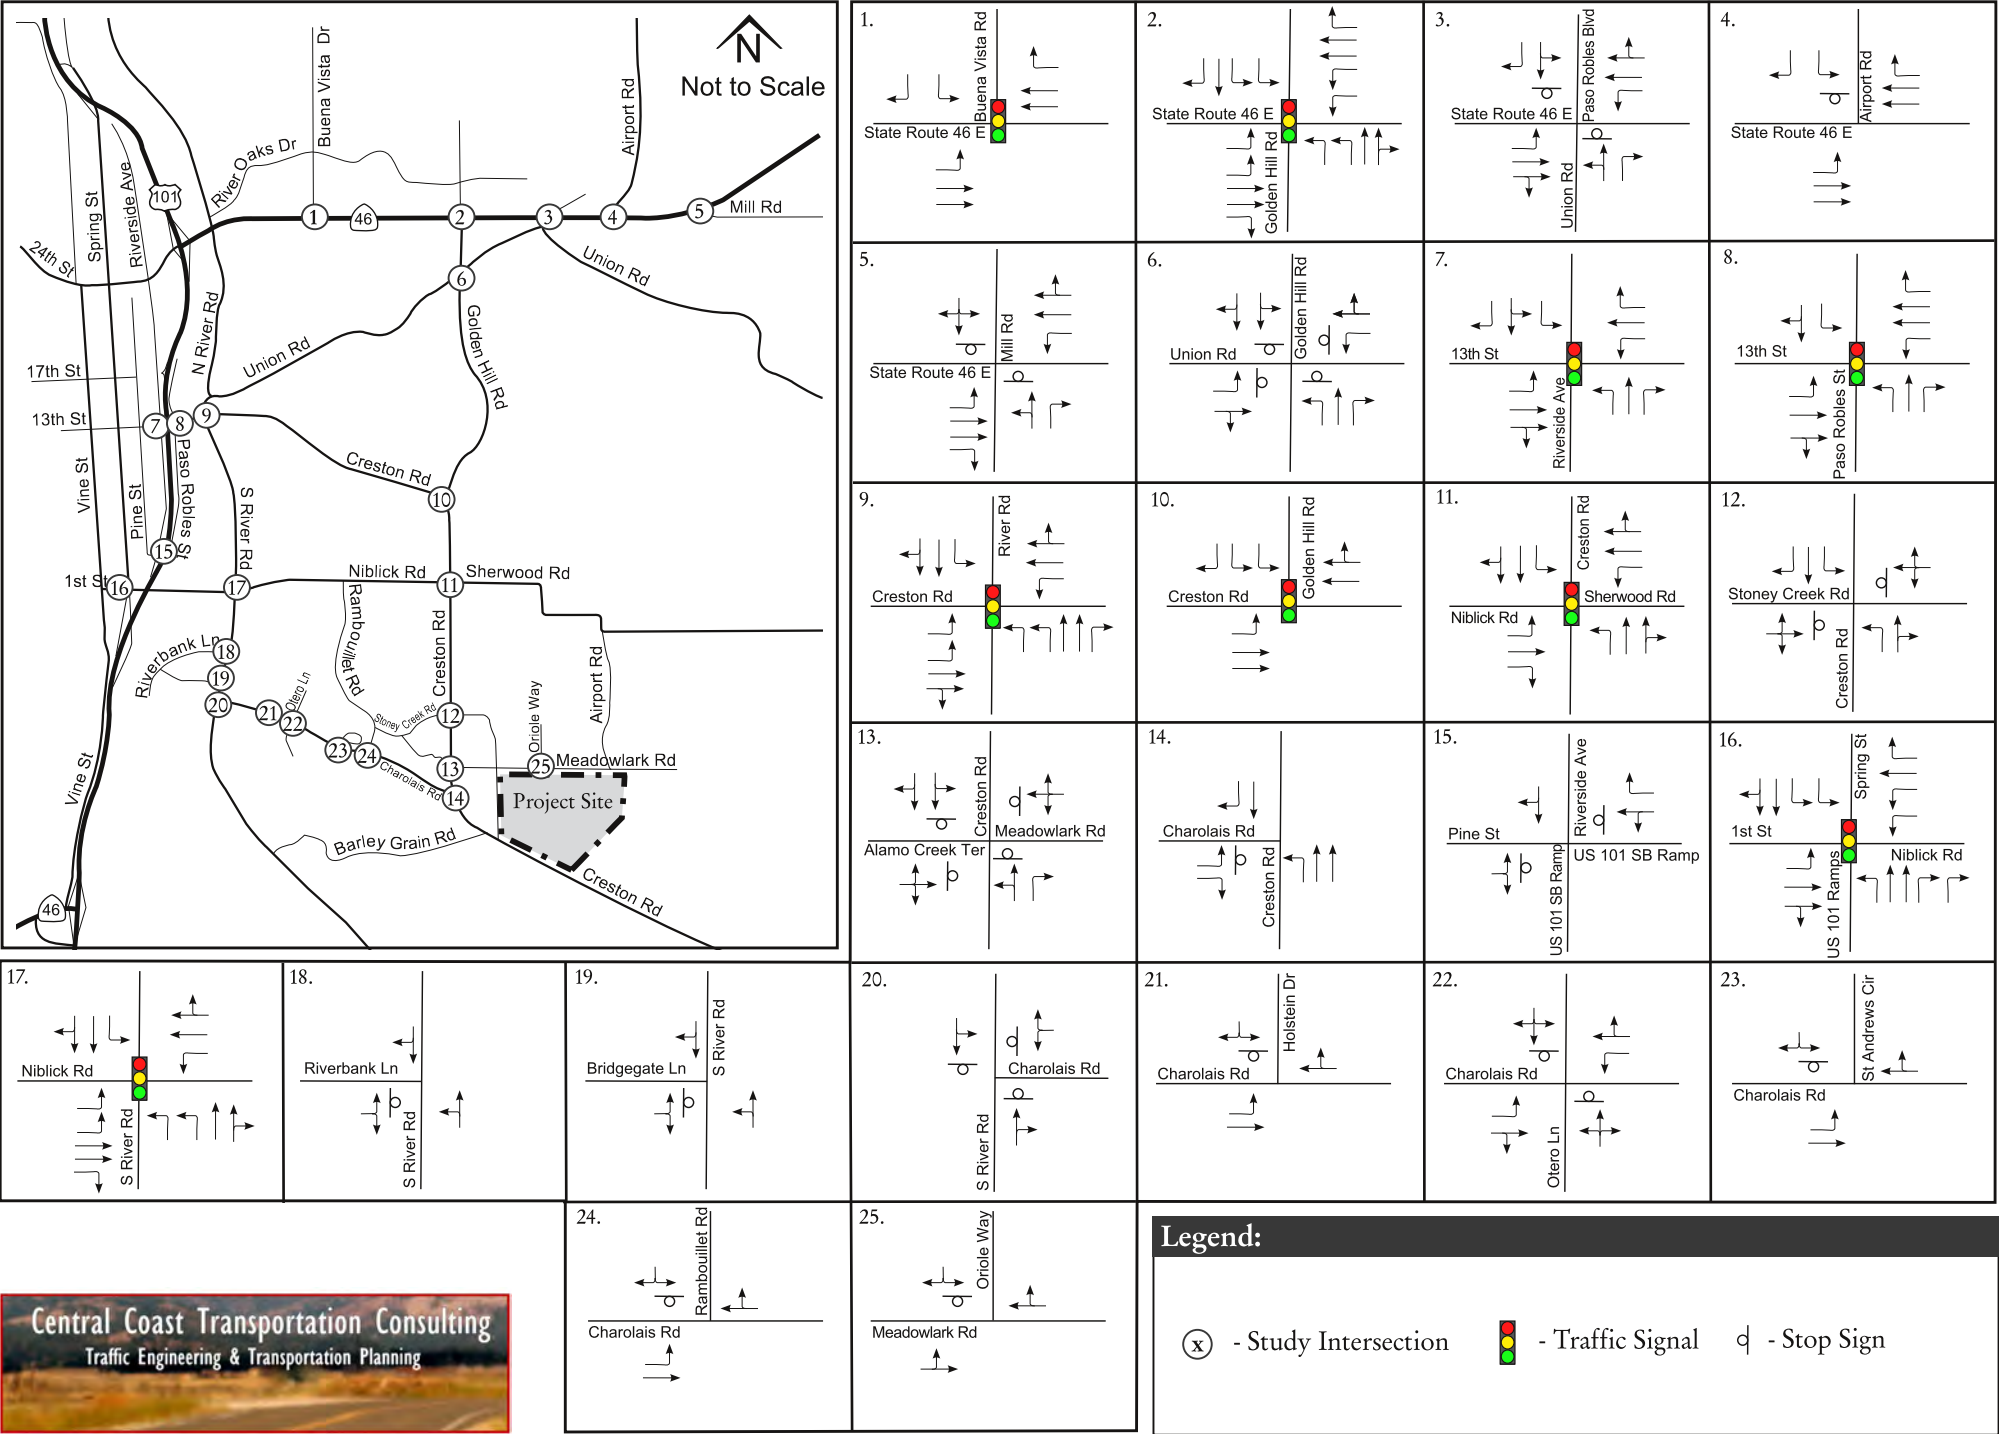 N
Not to Scale
Buena Vista Dr
Airport Rd
River Oaks Dr
101
Spring St
Riverside Ave
24th St
1
46
2
3
4
5
Mill Rd
Union Rd
6
N River Rd
Union Rd
Golden Hill Rd
17th St
13th St
7
8
9
Creston Rd
10
Vine St
Pine St
Paso Robles St
S River Rd
15
1st St
16
17
Niblick Rd
11
Sherwood Rd
Rambouillet Rd
Creston Rd
Airport Rd
Riverbank Ln
18
19
20
21
Otero Ln
22
23
24
Stoney Creek Rd
12
Oriole Way
13
25
Meadowlark Rd
Charolais Rd
14
Project Site
Vine St
Barley Grain Rd
Creston Rd
46
1.
Buena Vista Rd
State Route 46 E
2.
State Route 46 E
Golden Hill Rd
3.
Paso Robles Blvd
State Route 46 E
Union Rd
4.
Airport Rd
State Route 46 E
5.
Mill Rd
State Route 46 E
6.
Golden Hill Rd
Union Rd
7.
13th St
Riverside Ave
8.
13th St
Paso Robles St
9.
River Rd
Creston Rd
10.
Golden Hill Rd
Creston Rd
11.
Creston Rd
Sherwood Rd
Niblick Rd
12.
Stoney Creek Rd
Creston Rd
13.
Creston Rd
Meadowlark Rd
Alamo Creek Ter
14.
Charolais Rd
Creston Rd
15.
Riverside Ave
Pine St
US 101 SB Ramp
US 101 SB Ramp
16.
Spring St
1st St
Niblick Rd
US 101 Ramps
17.
Niblick Rd
S River Rd
18.
Riverbank Ln
S River Rd
19.
S River Rd
Bridgegate Ln
20.
Charolais Rd
S River Rd
21.
Holstein Dr
Charolais Rd
22.
Charolais Rd
Otero Ln
23.
St Andrews Cir
Charolais Rd
24.
Rambouillet Rd
Charolais Rd
25.
Oriole Way
Meadowlark Rd
Central Coast Transportation Consulting
Traffic Engineering & Transportation Planning
Legend:
x - Study Intersection
- Traffic Signal
- Stop Sign